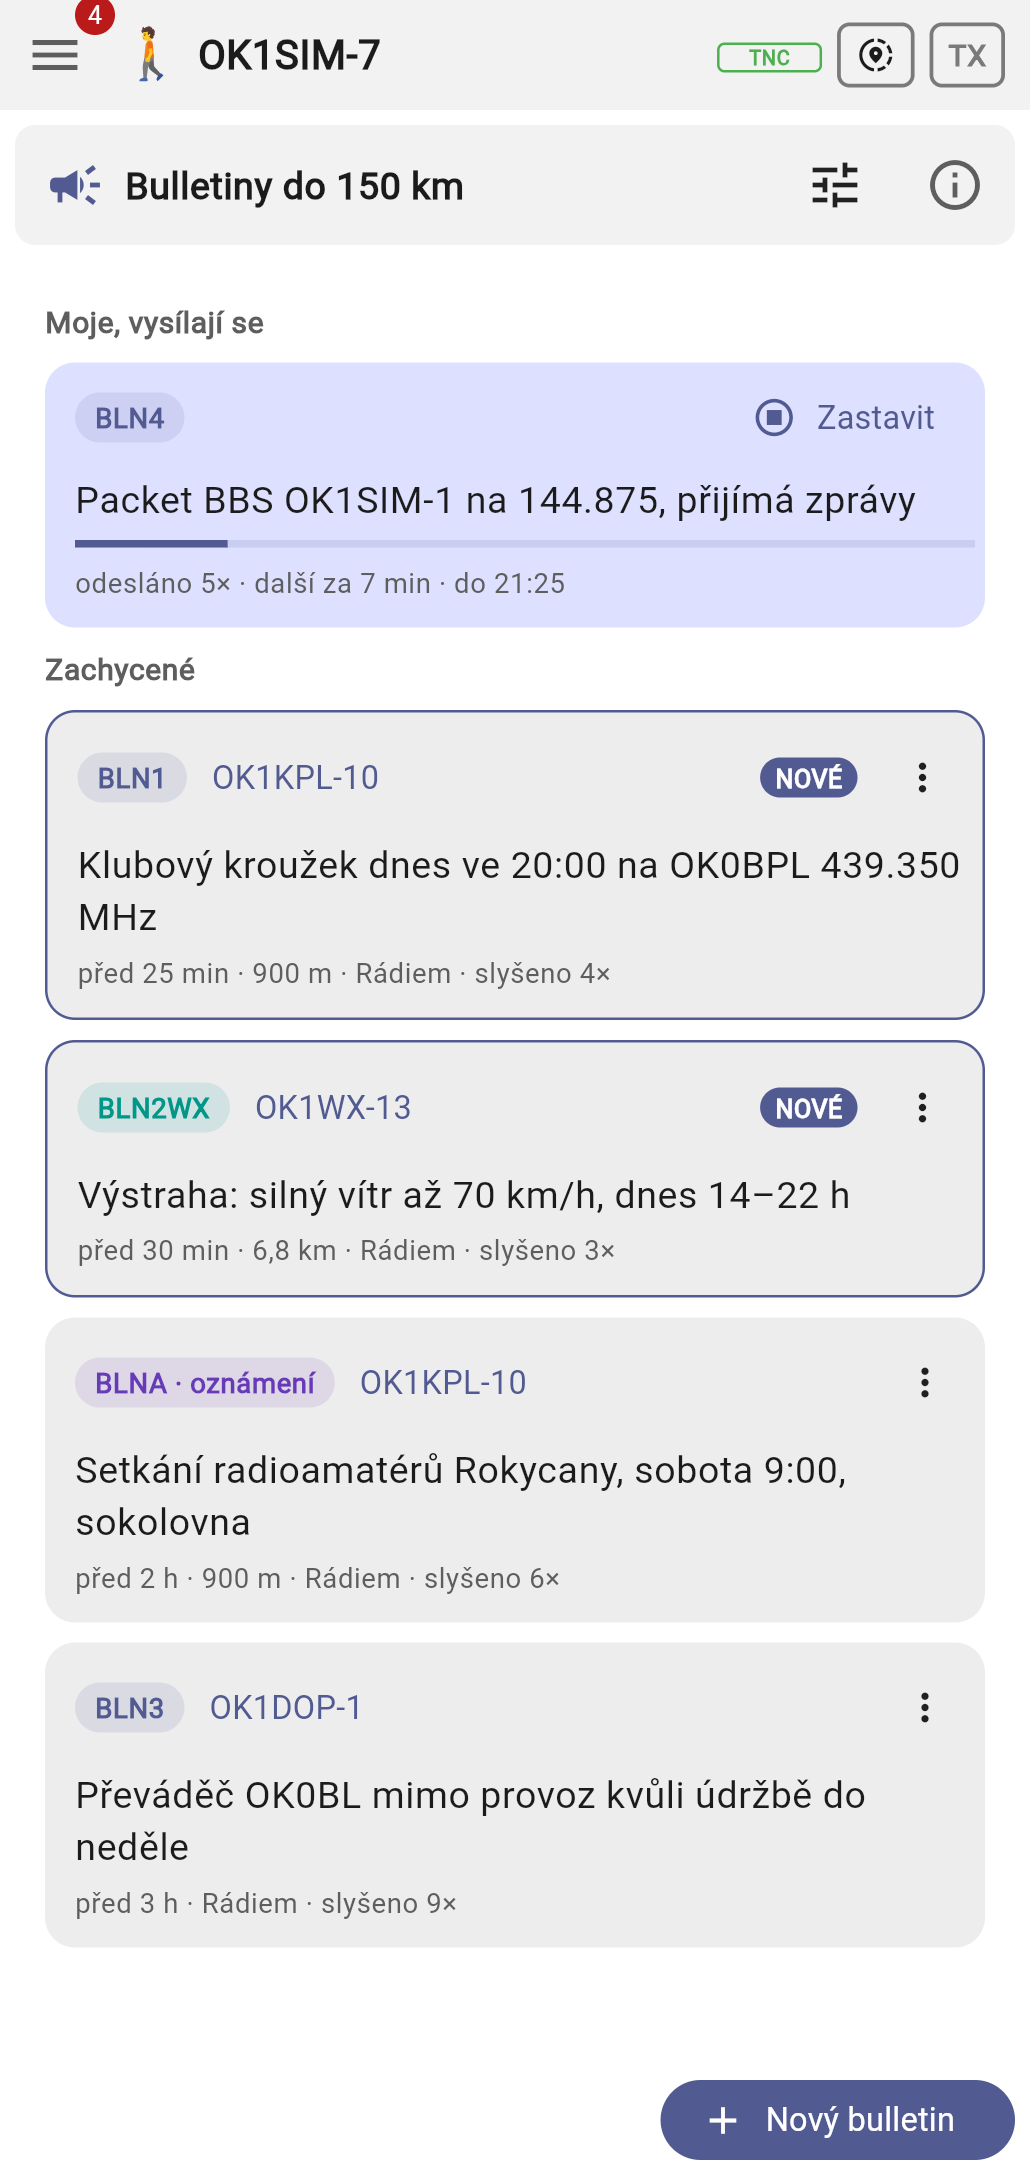 4
OK1SIM-7
TNC
TX
Bulletiny do 150 km
Moje, vysílají se
BLN4
Zastavit
Packet BBS OK1SIM-1 na 144.875, přijímá zprávy
odesláno 5× · další za 7 min · do 21:25
Zachycené
BLN1 OK1KPL-10 NOVÉ
Klubový kroužek dnes ve 20:00 na OK0BPL 439.350
MHz
před 25 min · 900 m · Rádiem · slyšeno 4×
BLN2WX OK1WX-13 NOVÉ
Výstraha: silný vítr až 70 km/h, dnes 14–22 h
před 30 min · 6,8 km · Rádiem · slyšeno 3×
BLNA · oznámení OK1KPL-10
Setkání radioamatérů Rokycany, sobota 9:00,
sokolovna
před 2 h · 900 m · Rádiem · slyšeno 6×
BLN3 OK1DOP-1
Převáděč OK0BL mimo provoz kvůli údržbě do
neděle
před 3 h · Rádiem · slyšeno 9×
Nový bulletin